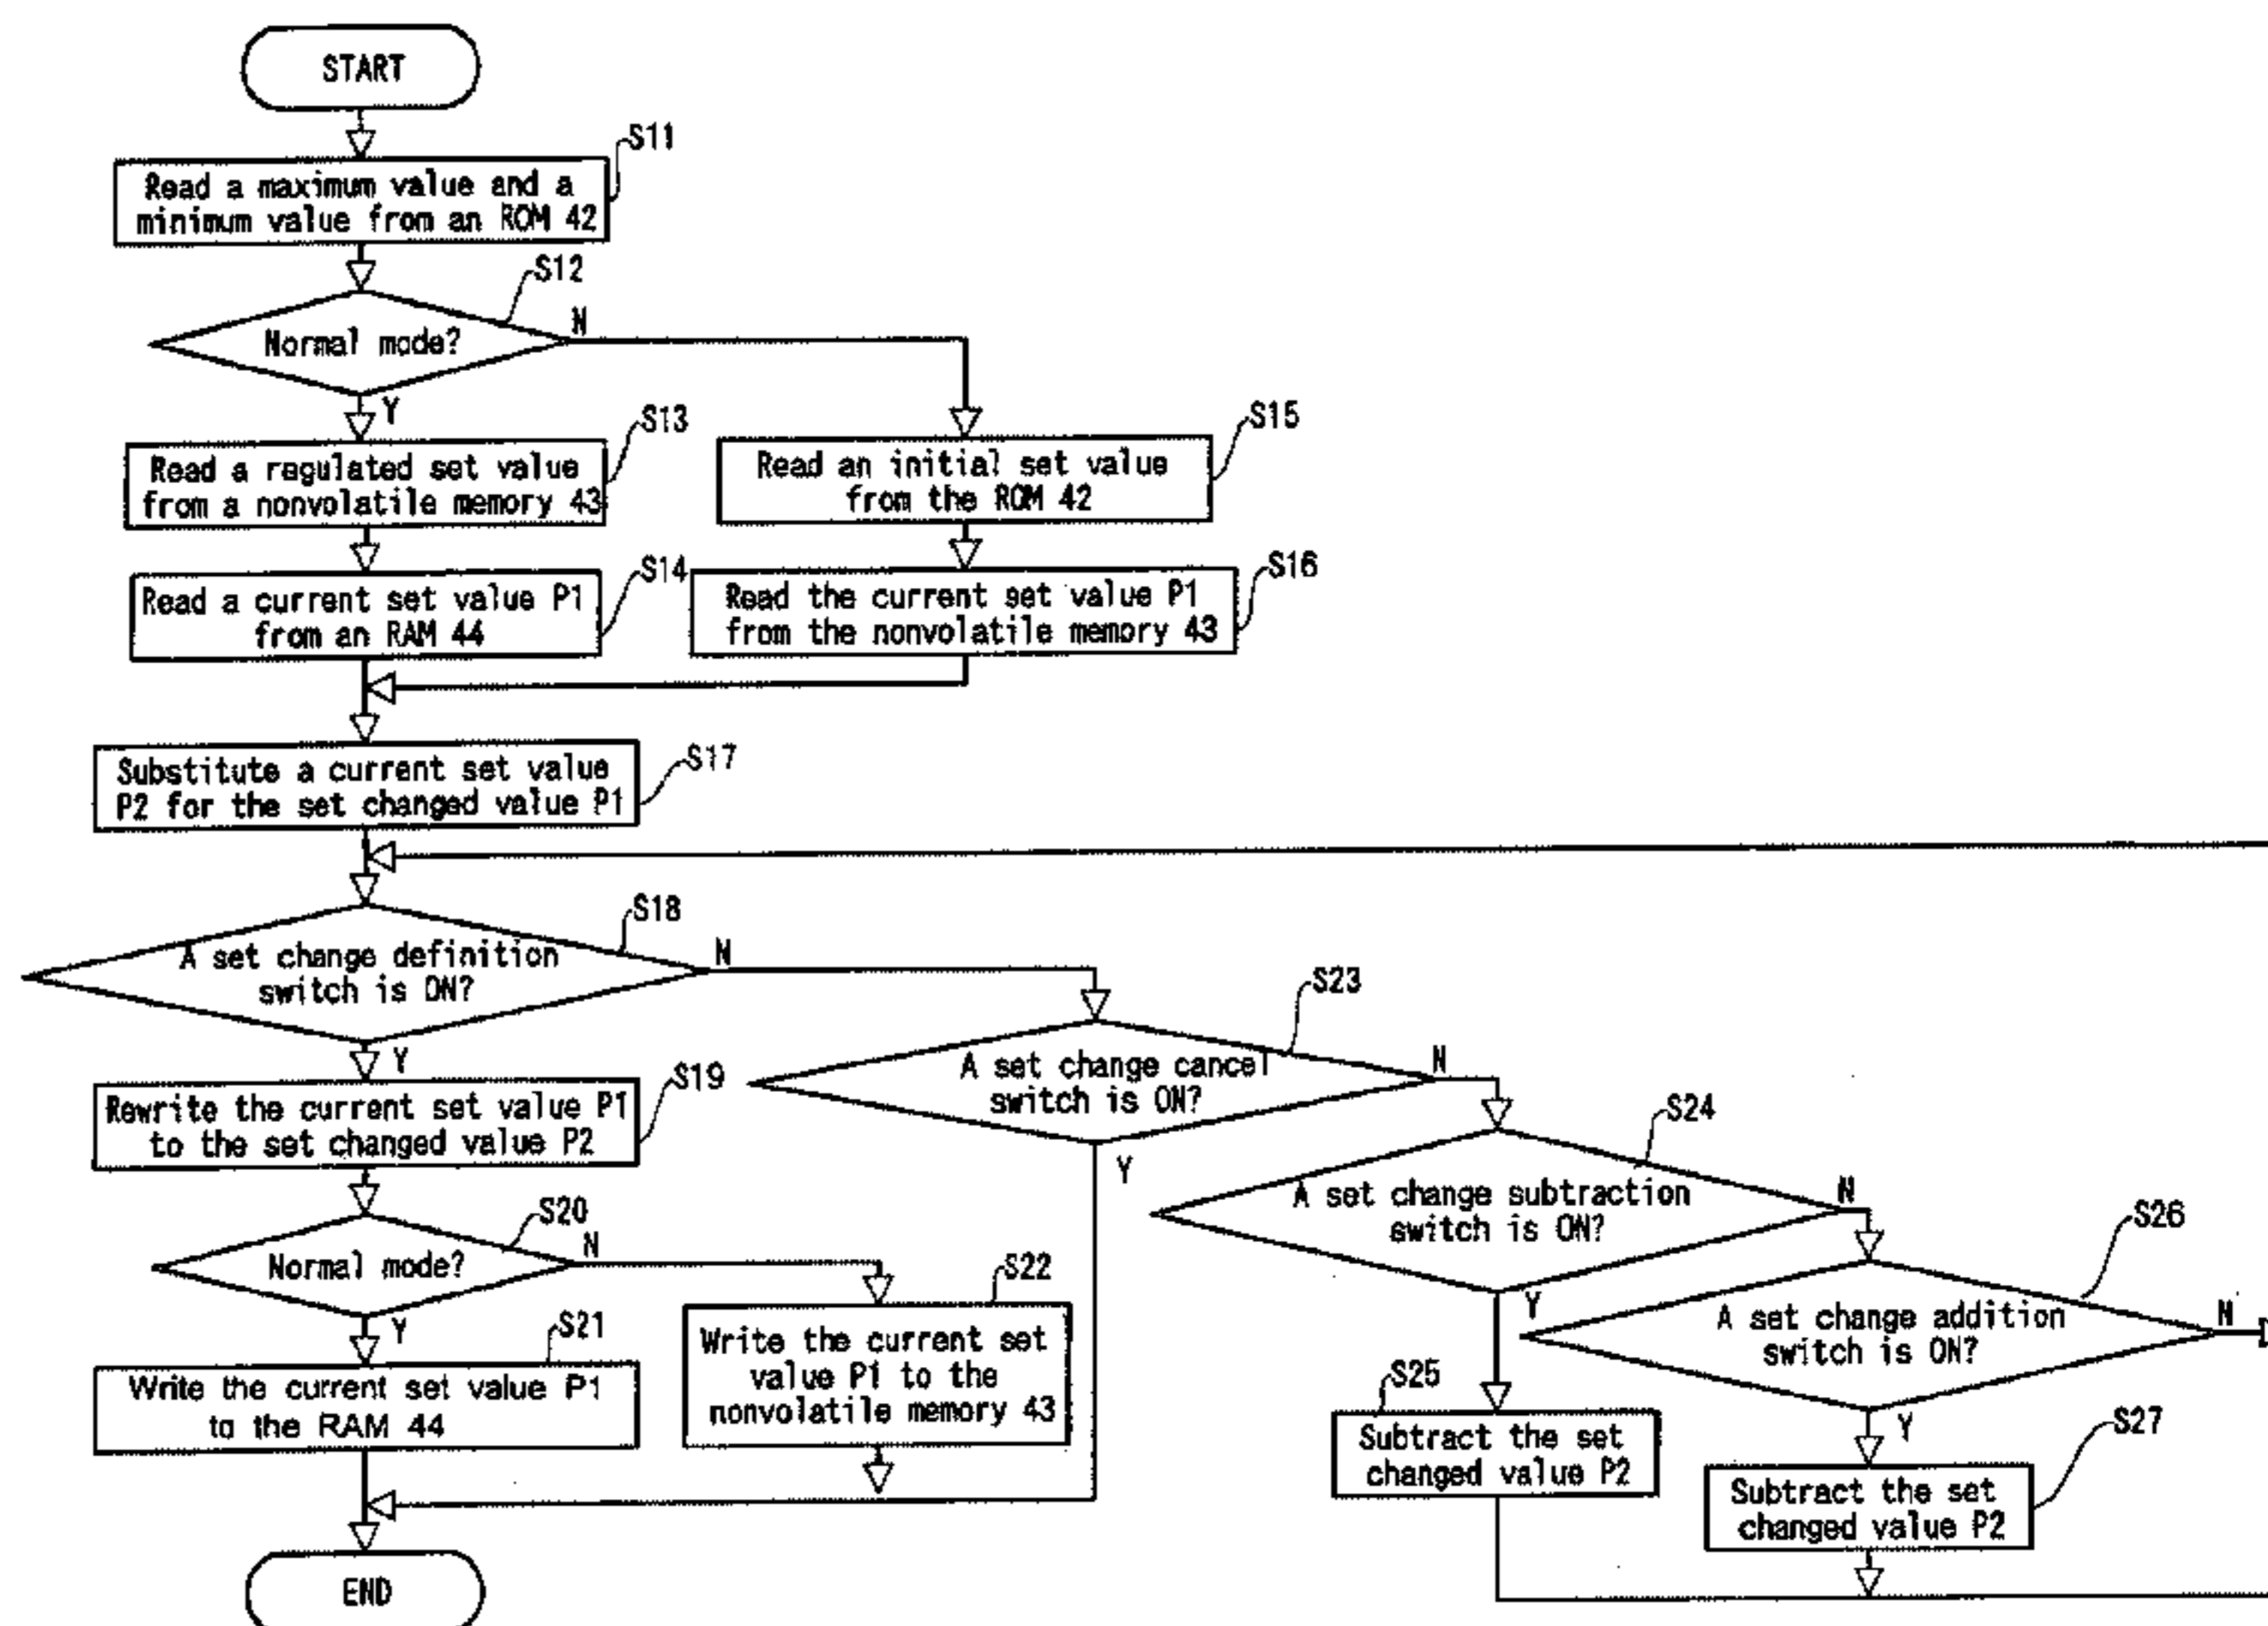 START
S11
Read a maximum value and a
minimum value from an ROM 42
S12
Normal mode?
N
Y
S13
Read a regulated set value
from a nonvolatile memory 43
S15
Read an initial set value
from the ROM 42
S14
Read a current set value P1
from an RAM 44
S16
Read the current set value P1
from the nonvolatile memory 43
S17
Substitute a current set value
P2 for the set changed value P1
S18
A set change definition
switch is ON?
N
Y
S23
A set change cancel
switch is ON?
N
Y
S19
Rewrite the current set value P1
to the set changed value P2
S24
A set change subtraction
switch is ON?
N
Y
S20
Normal mode?
N
Y
S26
A set change addition
switch is ON?
N
Y
S21
Write the current set value P1
to the RAM 44
S22
Write the current set
value P1 to the
nonvolatile memory 43
S25
Subtract the set
changed value P2
S27
Subtract the set
changed value P2
END